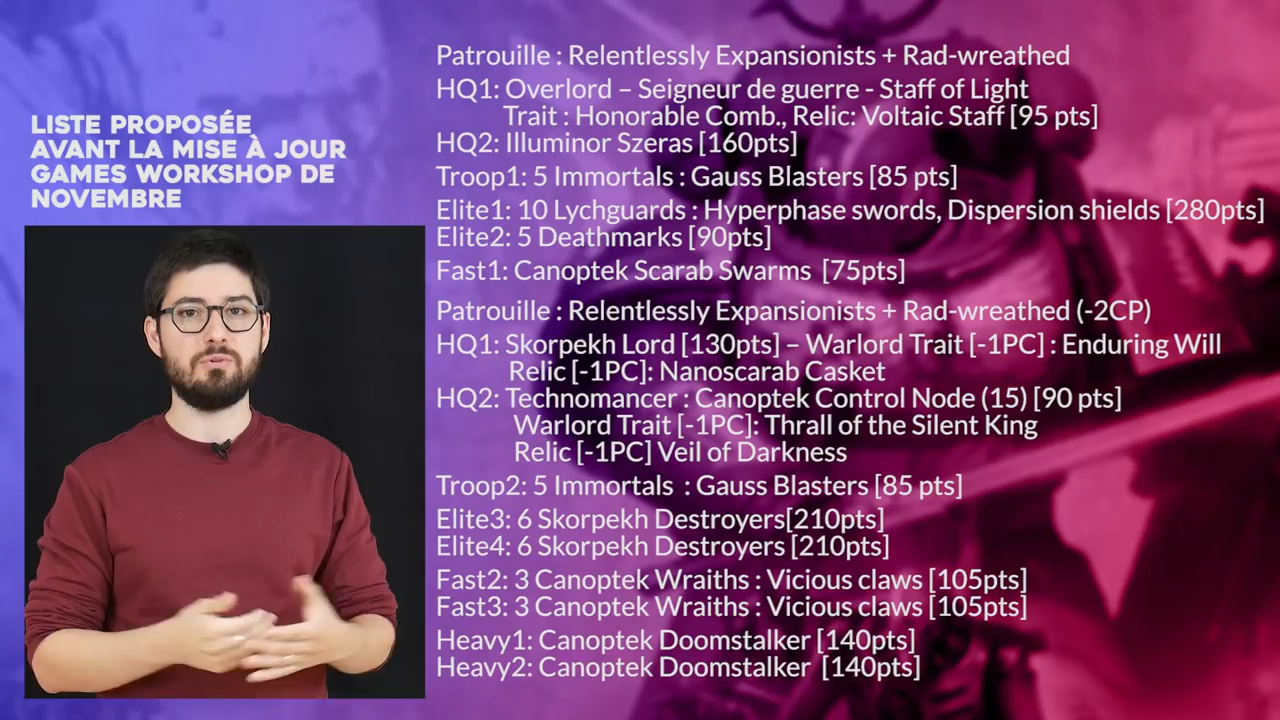 LISTE PROPOSÉE
AVANT LA MISE À JOUR
GAMES WORKSHOP DE
NOVEMBRE
Patrouille : Relentlessly Expansionists + Rad-wreathed
HQ1: Overlord – Seigneur de guerre - Staff of Light
Trait : Honorable Comb., Relic: Voltaic Staff [95 pts]
HQ2: Illuminor Szeras [160pts]
Troop1: 5 Immortals : Gauss Blasters [85 pts]
Elite1: 10 Lychguards : Hyperphase swords, Dispersion shields [280pts]
Elite2: 5 Deathmarks [90pts]
Fast1: Canoptek Scarab Swarms [75pts]
Patrouille : Relentlessly Expansionists + Rad-wreathed (-2CP)
HQ1: Skorpekh Lord [130pts] – Warlord Trait [-1PC] : Enduring Will
Relic [-1PC]: Nanoscarab Casket
HQ2: Technomancer : Canoptek Control Node (15) [90 pts]
Warlord Trait [-1PC]: Thrall of the Silent King
Relic [-1PC] Veil of Darkness
Troop2: 5 Immortals : Gauss Blasters [85 pts]
Elite3: 6 Skorpekh Destroyers[210pts]
Elite4: 6 Skorpekh Destroyers [210pts]
Fast2: 3 Canoptek Wraiths : Vicious claws [105pts]
Fast3: 3 Canoptek Wraiths : Vicious claws [105pts]
Heavy1: Canoptek Doomstalker [140pts]
Heavy2: Canoptek Doomstalker [140pts]